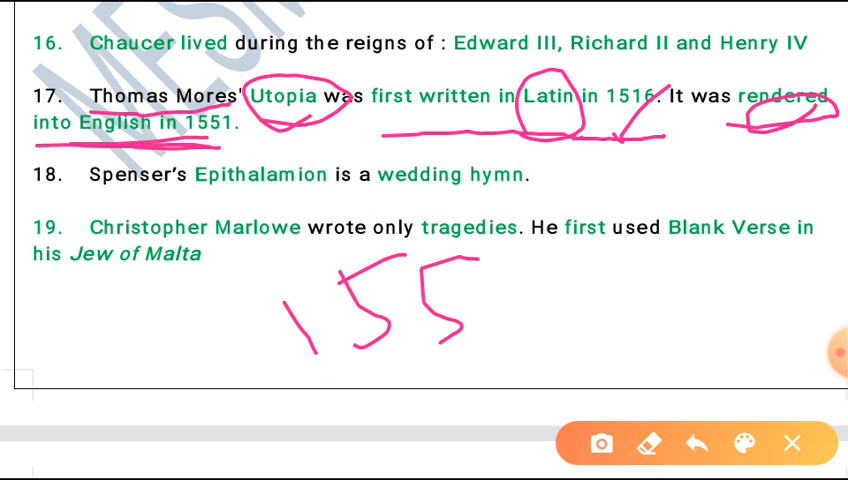 16. Chaucer lived during the reigns of : Edward III, Richard II and Henry IV
17. Thomas Mores' Utopia was first written in Latin in 1516. It was rendered
into English in 1551.
18. Spenser's Epithalamion is a wedding hymn.
19. Christopher Marlowe wrote only tragedies. He first used Blank Verse in
his Jew of Malta
155